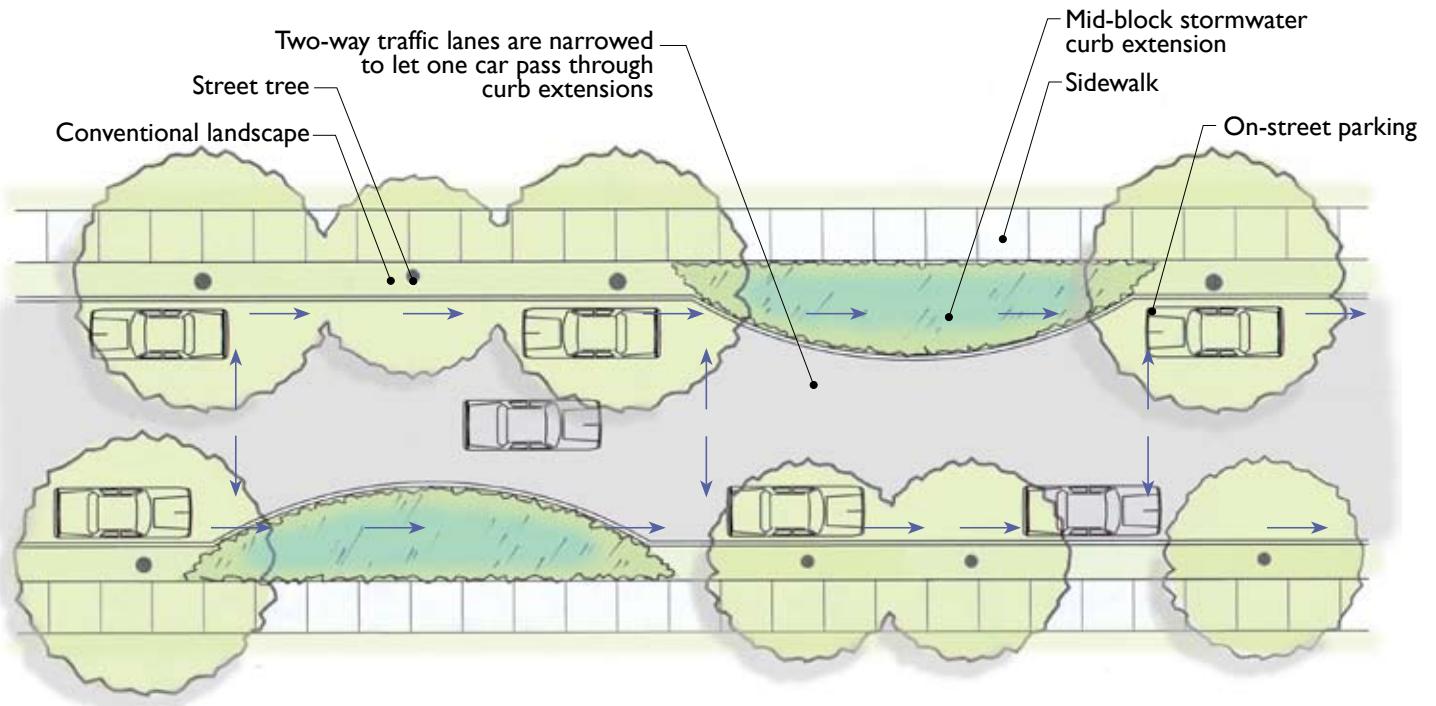 Two-way traffic lanes are narrowed
to let one car pass through
curb extensions
Street tree
Conventional landscape
Mid-block stormwater
curb extension
Sidewalk
On-street parking